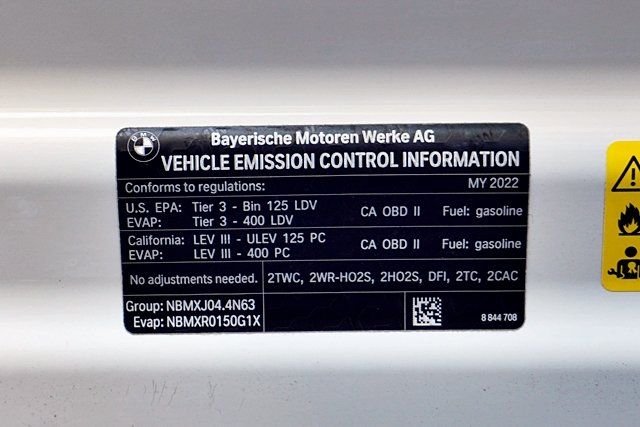 BMW
Bayerische Motoren Werke AG
VEHICLE EMISSION CONTROL INFORMATION
Conforms to regulations: MY 2022
U.S. EPA: Tier 3 - Bin 125 LDV CA OBD II Fuel: gasoline
EVAP: Tier 3 - 400 LDV
California: LEV III - ULEV 125 PC CA OBD II Fuel: gasoline
EVAP: LEV III - 400 PC
No adjustments needed. 2TWC, 2WR-HO2S, 2HO2S, DFI, 2TC, 2CAC
Group: NBMXJ04.4N63
Evap: NBMXR0150G1X 8 844 708